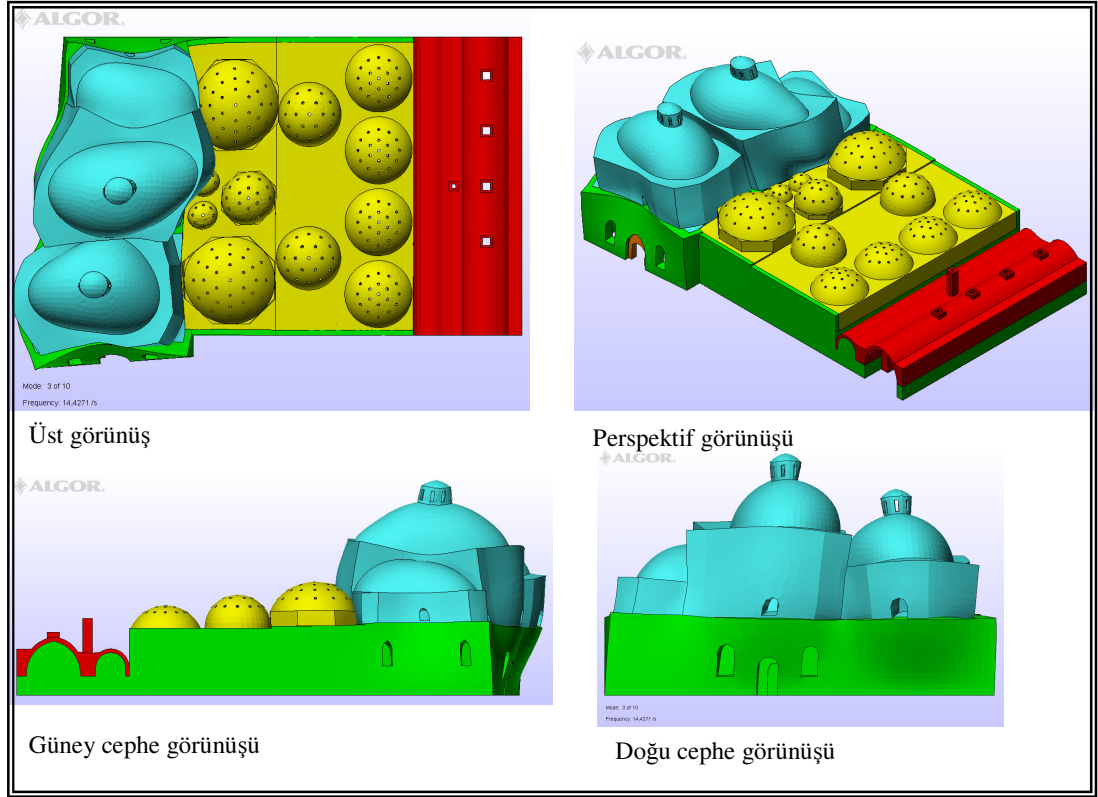 ALGOR.
Mode: 3 of 10
Frequency: 14,4271 /s
Üst görünüş
ALGOR.
Perspektif görünüşü
ALGOR.
Güney cephe görünüşü
ALGOR.
Mode: 3 of 10
Frequency: 14,4271 /s
Doğu cephe görünüşü